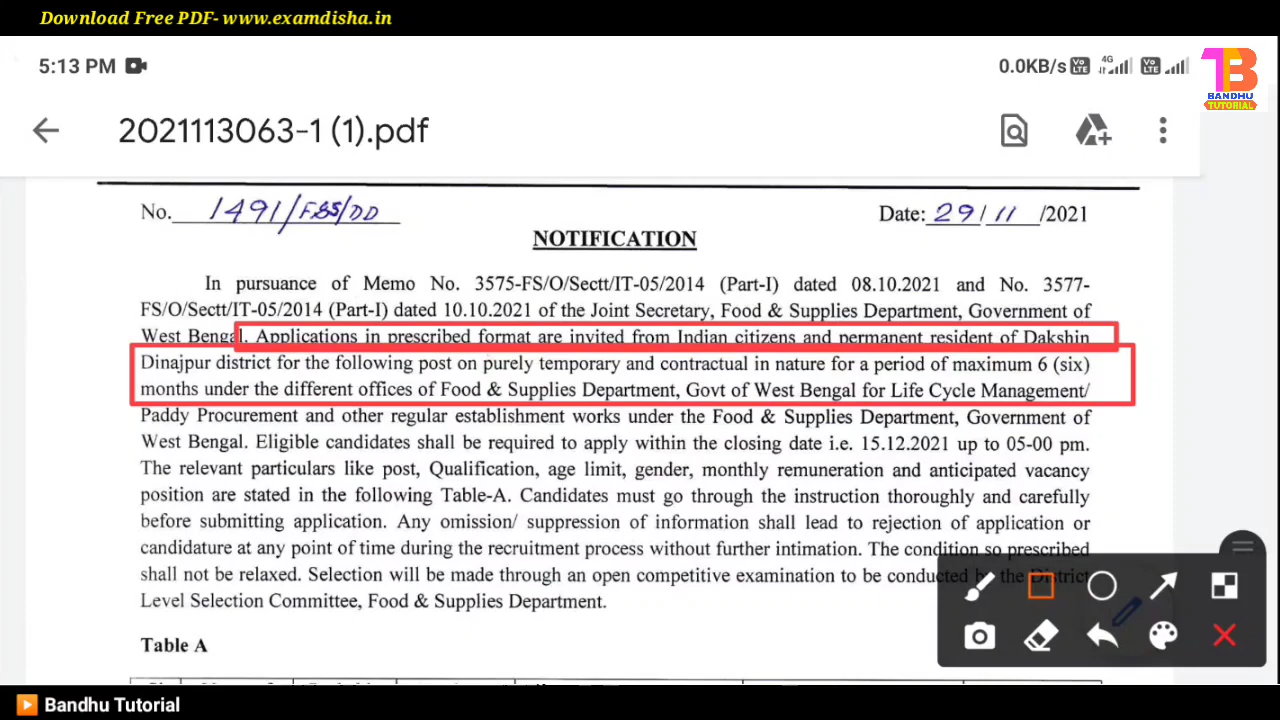 Download Free PDF- www.examdisha.in
5:13 PM
0.0KB/s Vo LTE 4G Vo LTE
TB
BANDHU
TUTORIAL
2021113063-1 (1).pdf
No. 1491/FSS/DD
Date: 29/11/2021
NOTIFICATION
In pursuance of Memo No. 3575-FS/O/Sectt/IT-05/2014 (Part-I) dated 08.10.2021 and No. 3577-
FS/O/Sectt/IT-05/2014 (Part-I) dated 10.10.2021 of the Joint Secretary, Food & Supplies Department, Government of
West Bengal. Applications in prescribed format are invited from Indian citizens and permanent resident of Dakshin
Dinajpur district for the following post on purely temporary and contractual in nature for a period of maximum 6 (six)
months under the different offices of Food & Supplies Department, Govt of West Bengal for Life Cycle Management/
Paddy Procurement and other regular establishment works under the Food & Supplies Department, Government of
West Bengal. Eligible candidates shall be required to apply within the closing date i.e. 15.12.2021 up to 05-00 pm.
The relevant particulars like post, Qualification, age limit, gender, monthly remuneration and anticipated vacancy
position are stated in the following Table-A. Candidates must go through the instruction thoroughly and carefully
before submitting application. Any omission/ suppression of information shall lead to rejection of application or
candidature at any point of time during the recruitment process without further intimation. The condition so prescribed
shall not be relaxed. Selection will be made through an open competitive examination to be conducted by the District
Level Selection Committee, Food & Supplies Department.
Table A
Bandhu Tutorial